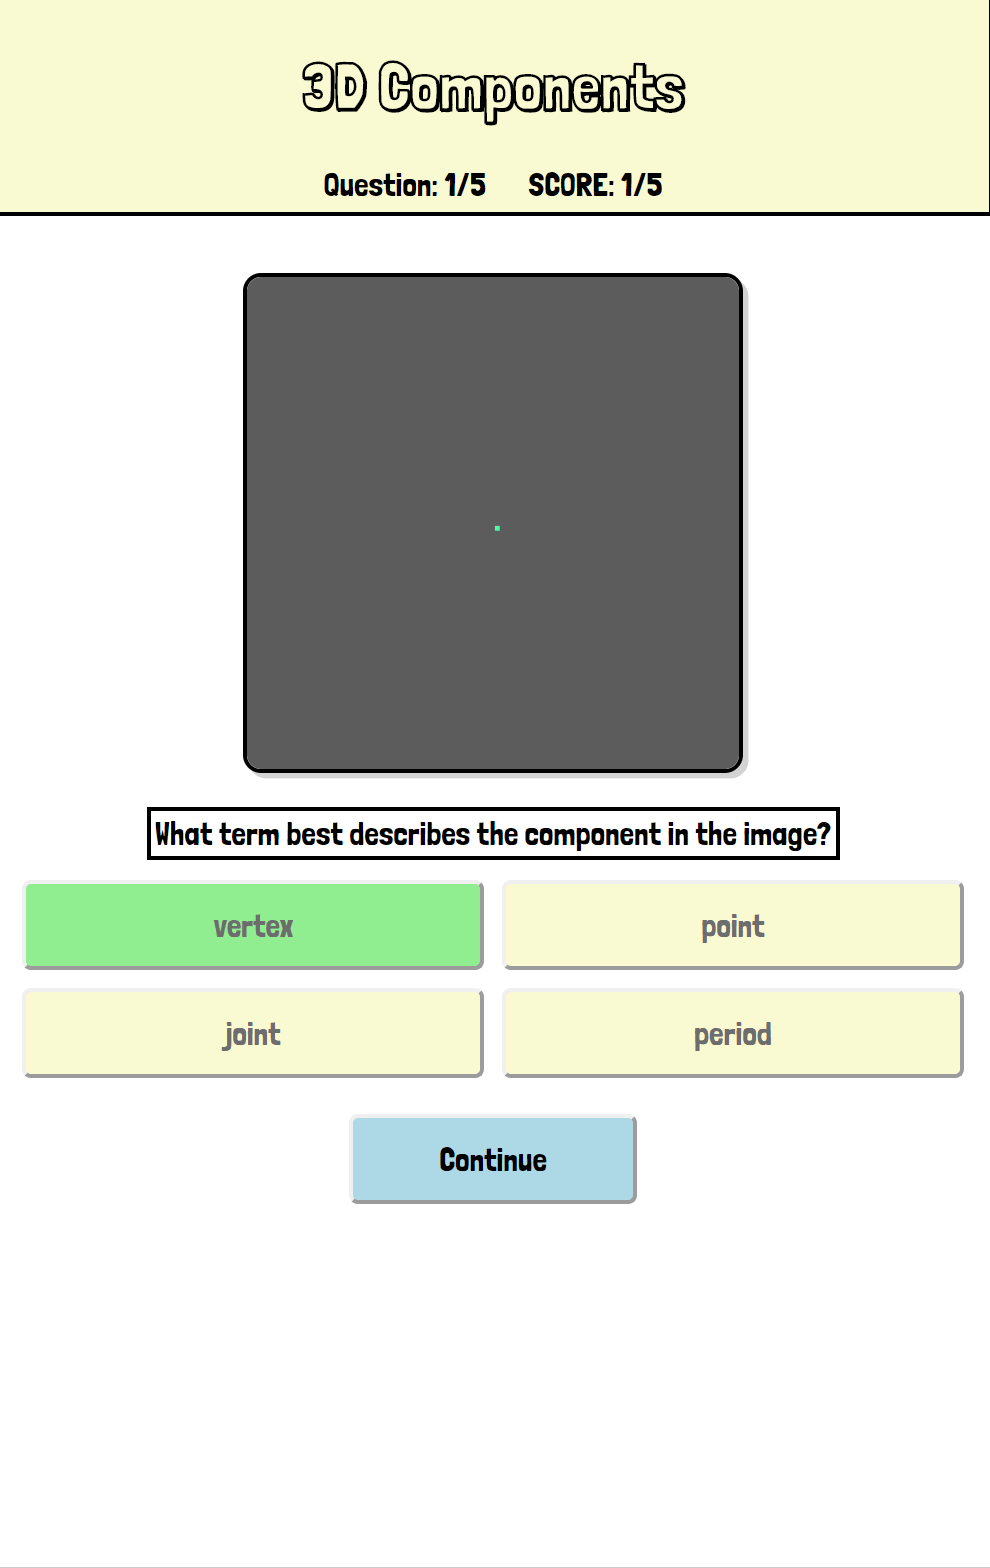 3D Components
Question: 1/5 SCORE: 1/5
What term best describes the component in the image?
vertex
point
joint
period
Continue